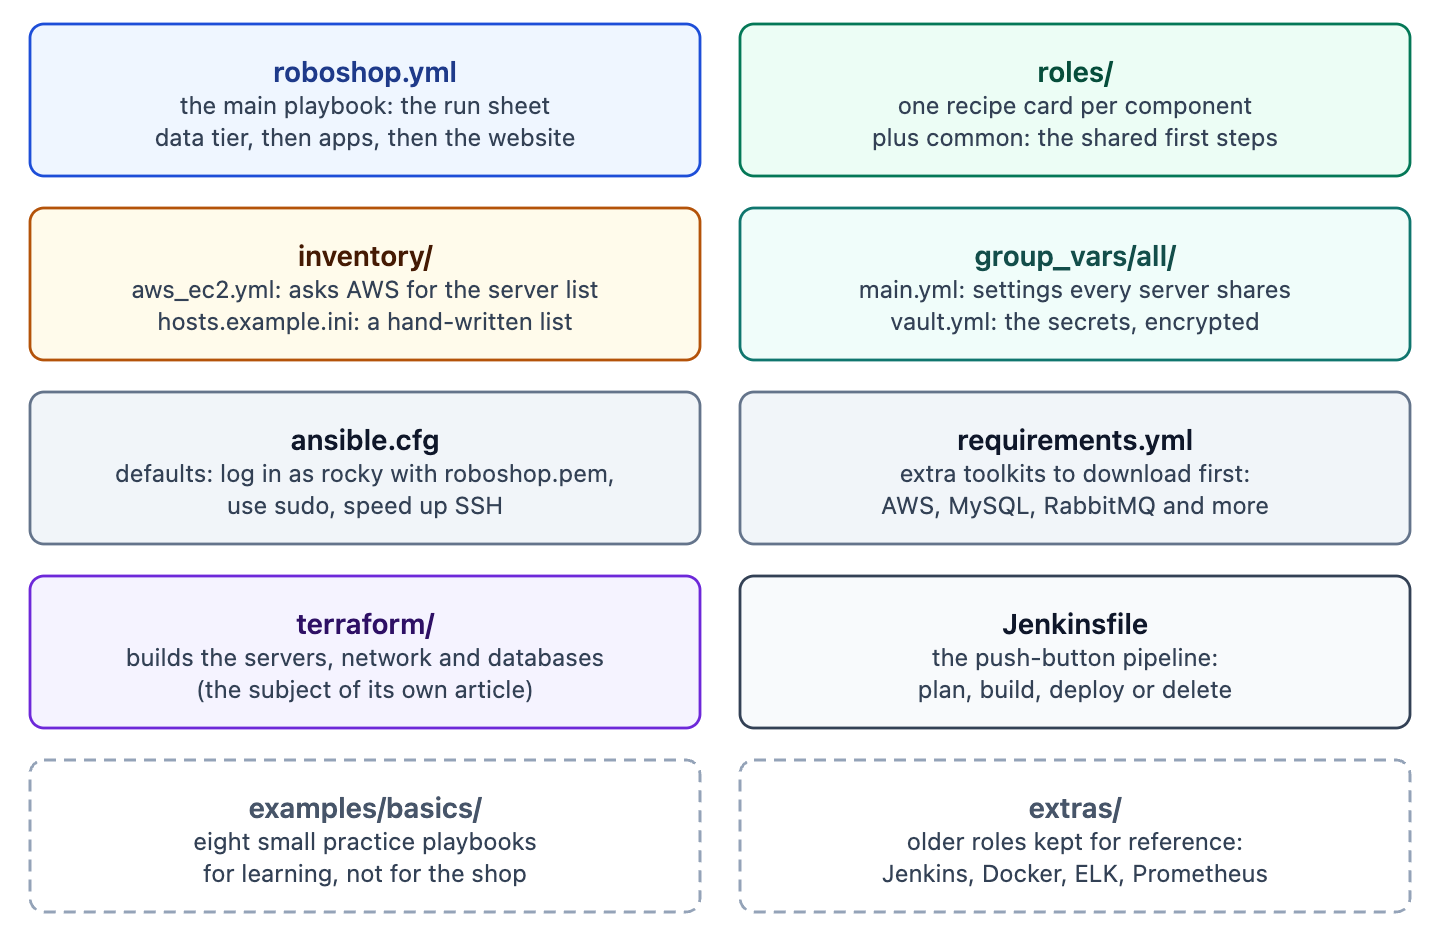 roboshop.yml
the main playbook: the run sheet
data tier, then apps, then the website
roles/
one recipe card per component
plus common: the shared first steps
inventory/
aws_ec2.yml: asks AWS for the server list
hosts.example.ini: a hand-written list
group_vars/all/
main.yml: settings every server shares
vault.yml: the secrets, encrypted
ansible.cfg
defaults: log in as rocky with roboshop.pem,
use sudo, speed up SSH
requirements.yml
extra toolkits to download first:
AWS, MySQL, RabbitMQ and more
terraform/
builds the servers, network and databases
(the subject of its own article)
Jenkinsfile
the push-button pipeline:
plan, build, deploy or delete
examples/basics/
eight small practice playbooks
for learning, not for the shop
extras/
older roles kept for reference:
Jenkins, Docker, ELK, Prometheus